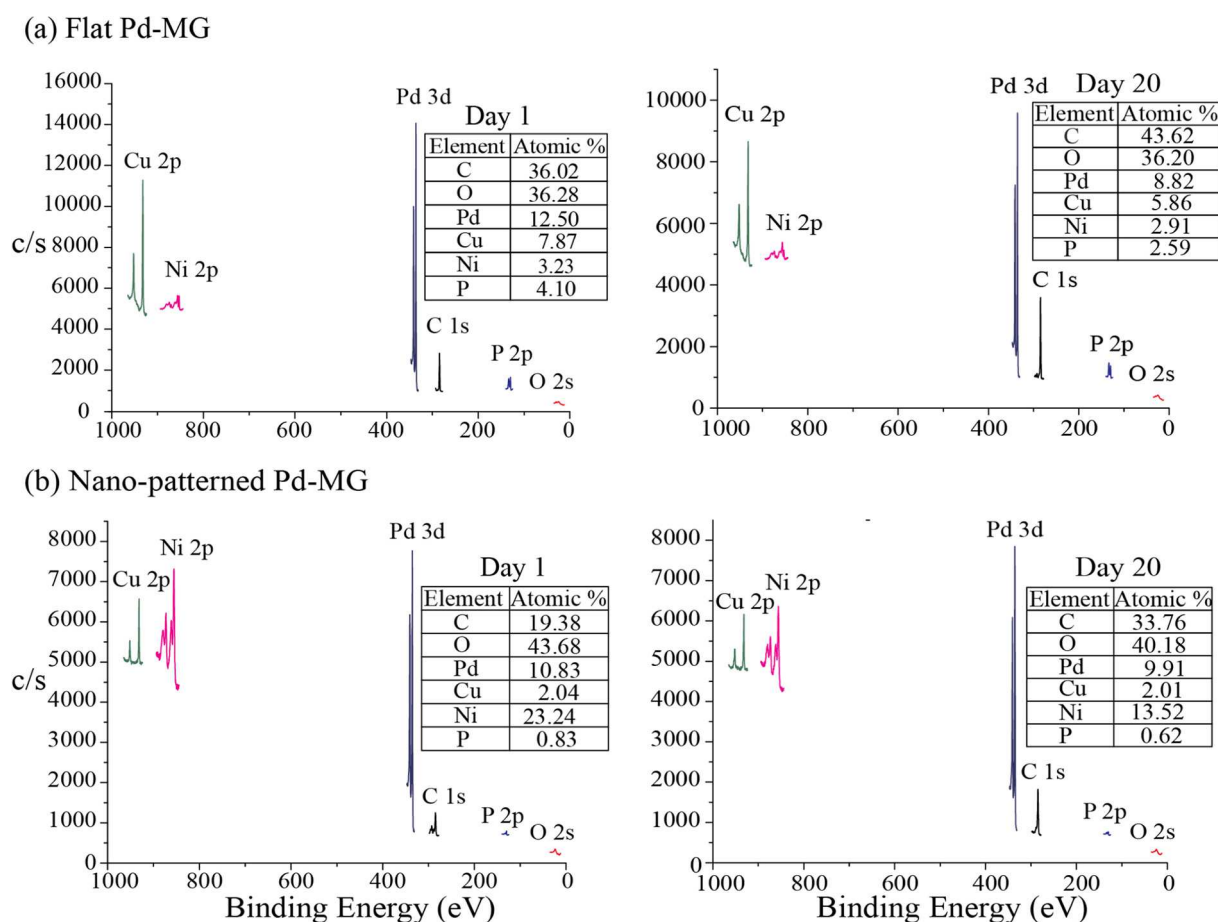 (a) Flat Pd-MG
16000
14000
12000
10000
8000
6000
4000
2000
0
c/s
1000
800
600
400
200
0
Cu 2p
Ni 2p
Pd 3d
C 1s
P 2p
O 2s
Day 1
Element Atomic %
C 36.02
O 36.28
Pd 12.50
Cu 7.87
Ni 3.23
P 4.10
10000
8000
6000
4000
2000
0
1000
800
600
400
200
0
Cu 2p
Ni 2p
Pd 3d
C 1s
P 2p
O 2s
Day 20
Element Atomic %
C 43.62
O 36.20
Pd 8.82
Cu 5.86
Ni 2.91
P 2.59
(b) Nano-patterned Pd-MG
8000
7000
6000
5000
4000
3000
2000
1000
0
c/s
1000
800
600
400
200
0
Binding Energy (eV)
Cu 2p
Ni 2p
Pd 3d
C 1s
P 2p
O 2s
Day 1
Element Atomic %
C 19.38
O 43.68
Pd 10.83
Cu 2.04
Ni 23.24
P 0.83
8000
7000
6000
5000
4000
3000
2000
1000
0
1000
800
600
400
200
0
Binding Energy (eV)
Cu 2p
Ni 2p
Pd 3d
C 1s
P 2p
O 2s
Day 20
Element Atomic %
C 33.76
O 40.18
Pd 9.91
Cu 2.01
Ni 13.52
P 0.62